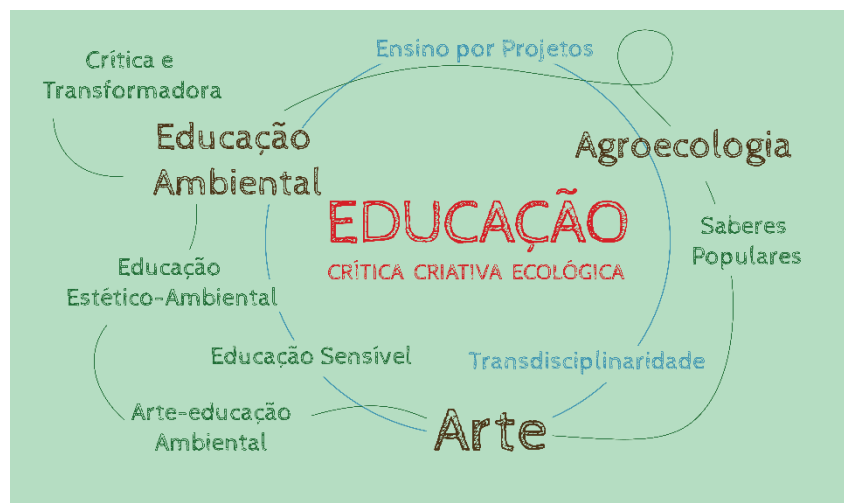 Ensino por Projetos
Crítica e
Transformadora
Educação
Ambiental
Agroecologia
EDUCAÇÃO
CRÍTICA CRIATIVA ECOLÓGICA
Saberes
Populares
Educação
Estético-Ambiental
Educação Sensível
Transdisciplinaridade
Arte-educação
Ambiental
Arte